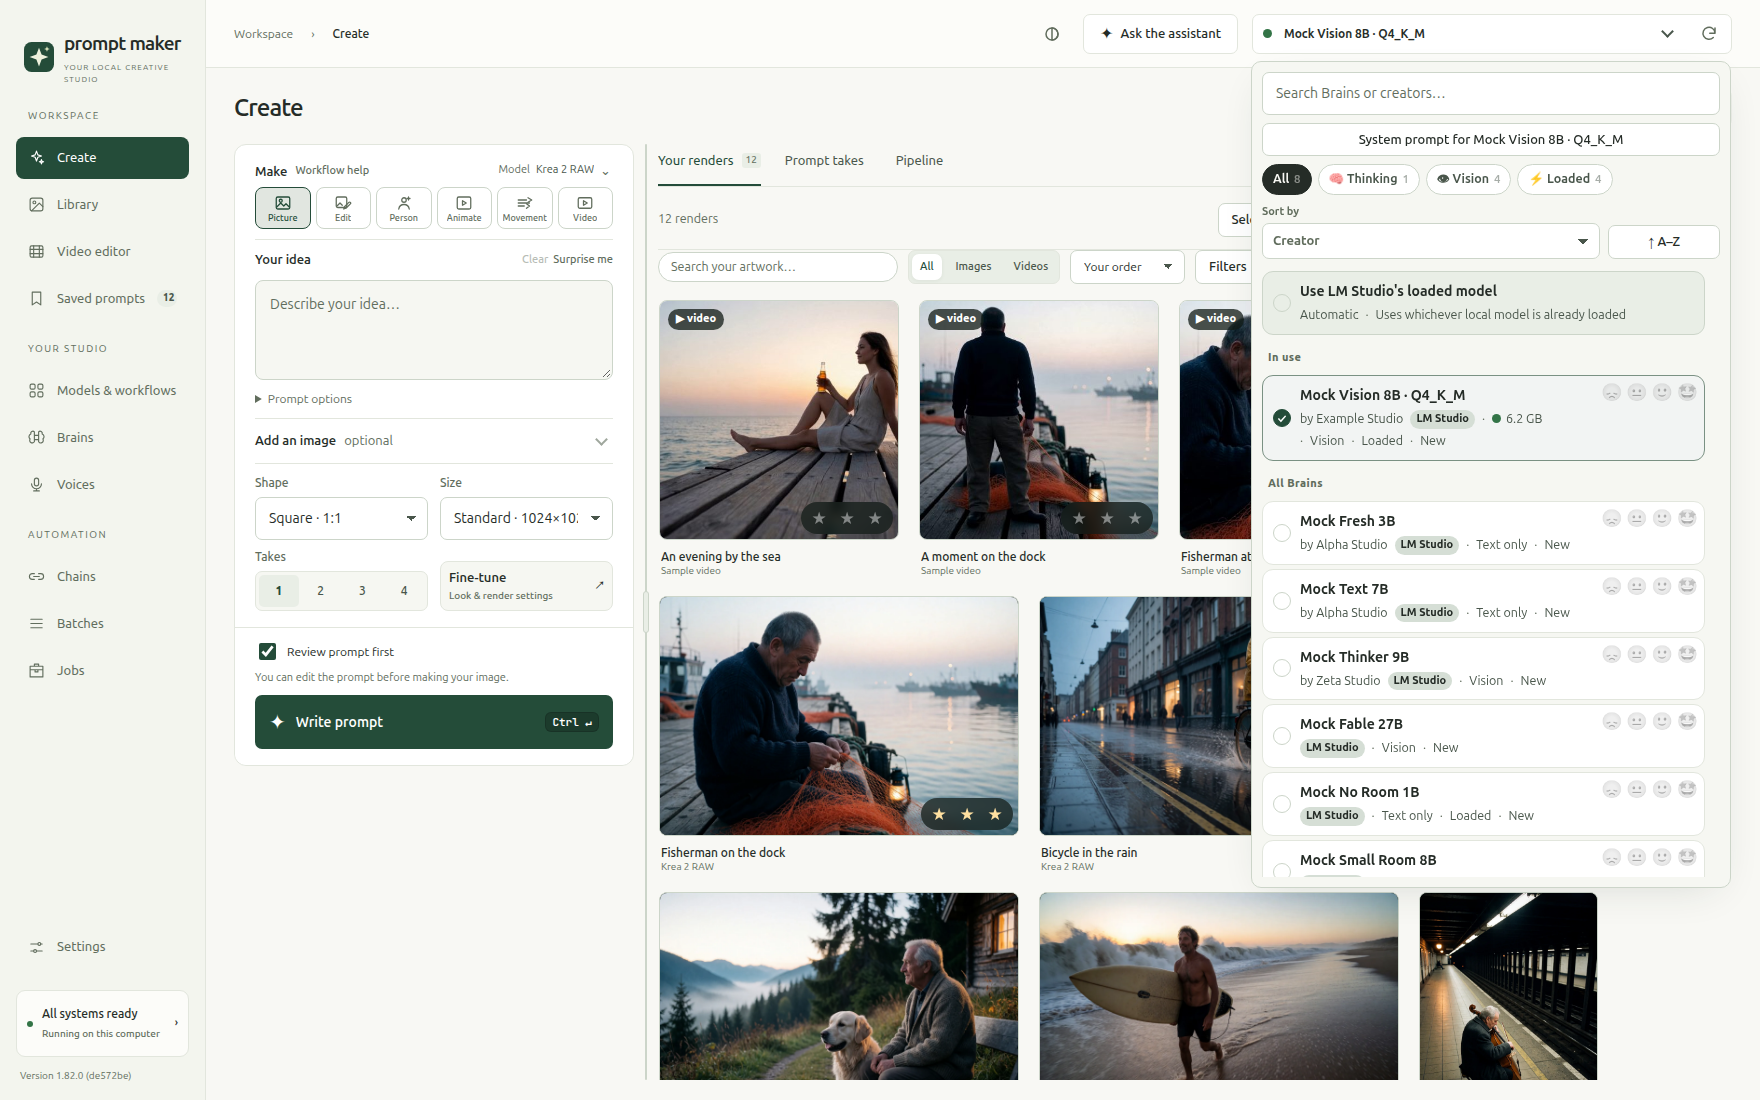 prompt maker
YOUR LOCAL CREATIVE
STUDIO
WORKSPACE
Create
Library
Video editor
Saved prompts 12
YOUR STUDIO
Models & workflows
Brains
Voices
AUTOMATION
Chains
Batches
Jobs
Settings
All systems ready
Running on this computer
Version 1.82.0 (de572be)
Workspace › Create
Ask the assistant
Mock Vision 8B · Q4_K_M
Create
Make Workflow help Model Krea 2 RAW
Picture Edit Person Animate Movement Video
Your idea Clear Surprise me
Describe your idea…
Prompt options
Add an image optional
Shape Size
Square · 1:1 Standard · 1024×102
Takes
1 2 3 4
Fine-tune
Look & render settings
Review prompt first
You can edit the prompt before making your image.
Write prompt Ctrl ↵
Your renders 12 Prompt takes Pipeline
12 renders
Sele
Search your artwork… All Images Videos Your order Filters
▶ video ▶ video ▶ video
An evening by the sea A moment on the dock Fisherman at
Sample video Sample video Sample video
Fisherman on the dock Bicycle in the rain
Krea 2 RAW Krea 2 RAW
Search Brains or creators…
System prompt for Mock Vision 8B · Q4_K_M
All 8 Thinking 1 Vision 4 Loaded 4
Sort by
Creator ↑ A–Z
Use LM Studio's loaded model
Automatic · Uses whichever local model is already loaded
In use
Mock Vision 8B · Q4_K_M
by Example Studio LM Studio · 6.2 GB
· Vision · Loaded · New
All Brains
Mock Fresh 3B
by Alpha Studio LM Studio · Text only · New
Mock Text 7B
by Alpha Studio LM Studio · Text only · New
Mock Thinker 9B
by Zeta Studio LM Studio · Vision · New
Mock Fable 27B
LM Studio · Vision · New
Mock No Room 1B
LM Studio · Text only · Loaded · New
Mock Small Room 8B